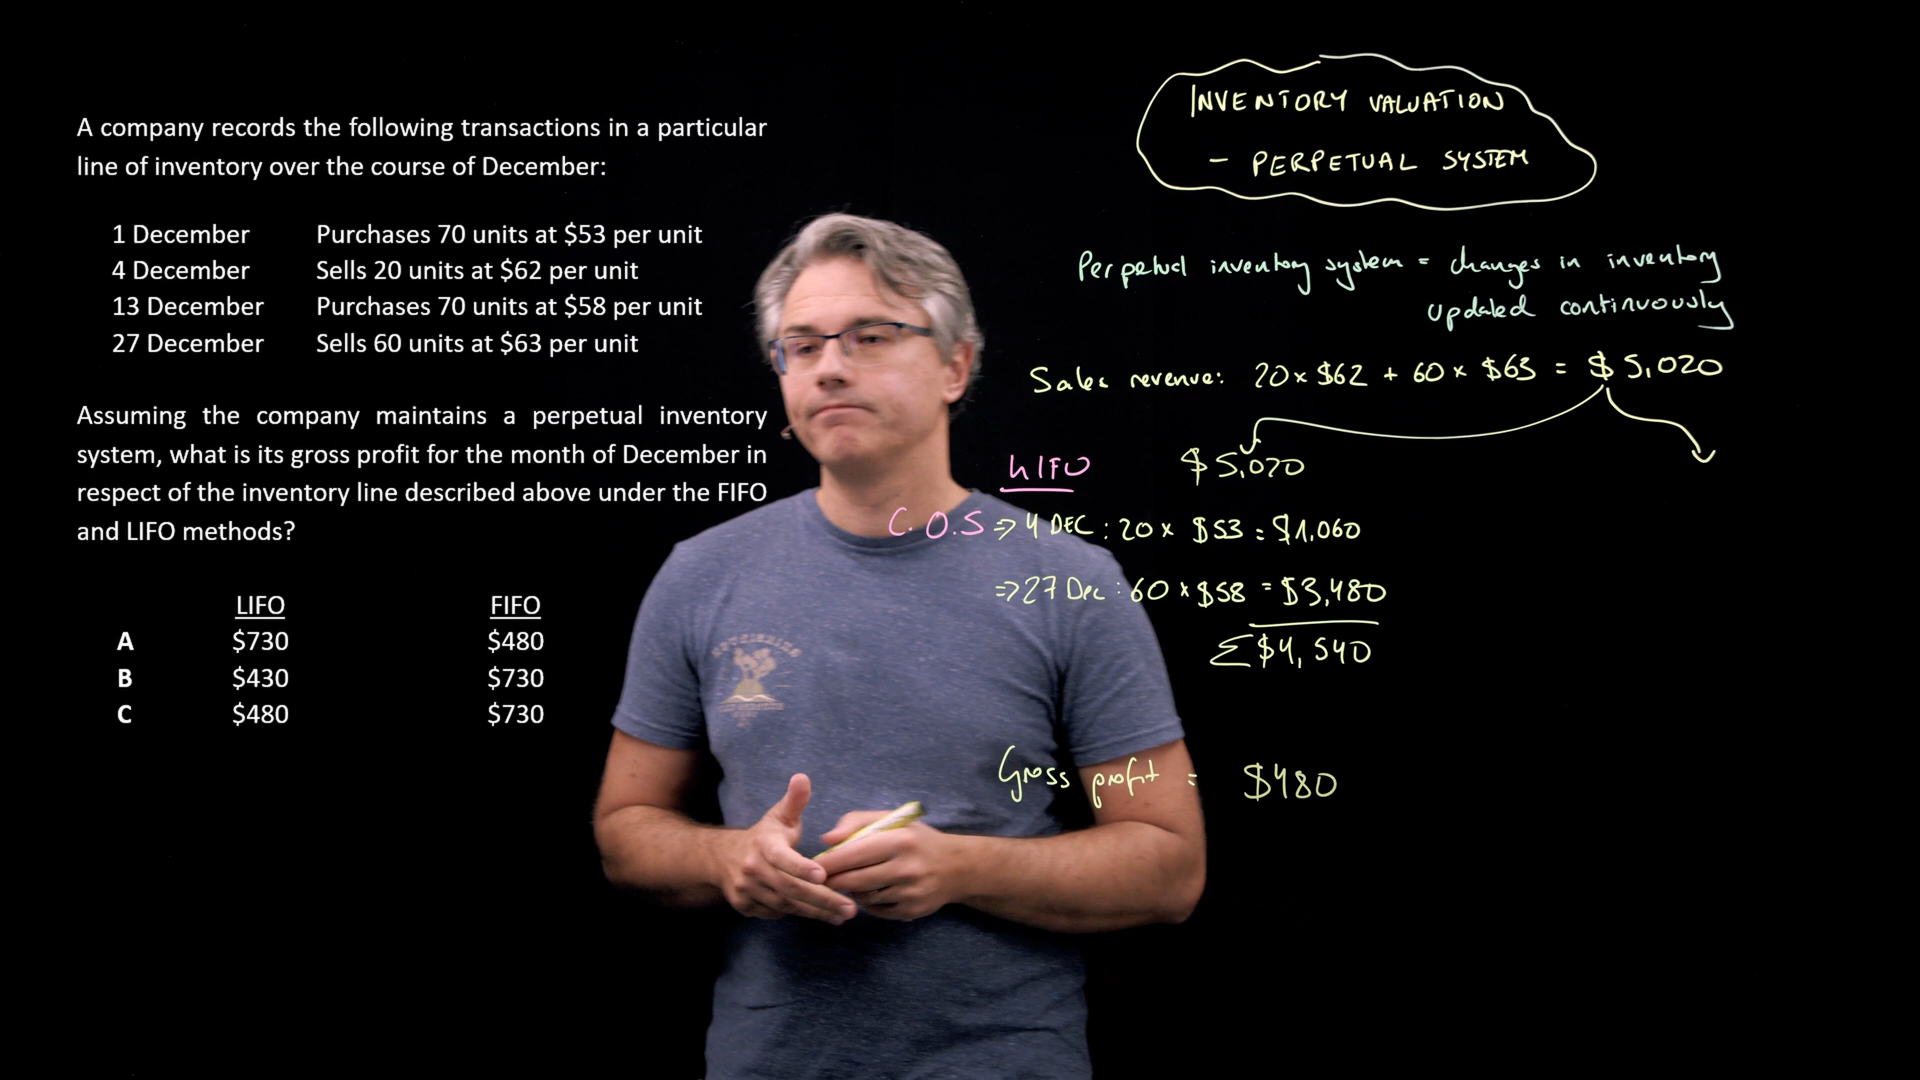 A company records the following transactions in a particular
line of inventory over the course of December:
1 December Purchases 70 units at $53 per unit
4 December Sells 20 units at $62 per unit
13 December Purchases 70 units at $58 per unit
27 December Sells 60 units at $63 per unit
Assuming the company maintains a perpetual inventory
system, what is its gross profit for the month of December in
respect of the inventory line described above under the FIFO
and LIFO methods?
LIFO FIFO
A $730 $480
B $430 $730
C $480 $730
INVENTORY VALUATION
- PERPETUAL SYSTEM
Perpetual inventory system = changes in inventory
updated continuously
Sales revenue: 20 x $62 + 60 x $63 = $5,020
LIFO $5,020
C.O.S => 4 DEC: 20 x $53 = $1,060
=> 27 Dec: 60 x $58 = $3,480
Σ $4,540
Gross profit = $480